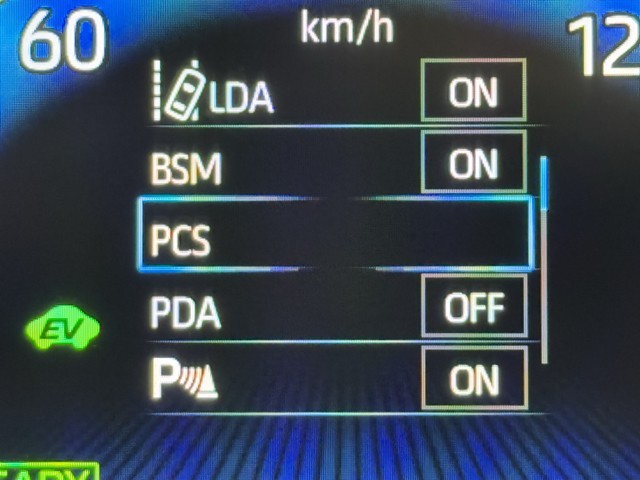 60 km/h 12
LDA ON
BSM ON
PCS
PDA OFF
EV
P ON